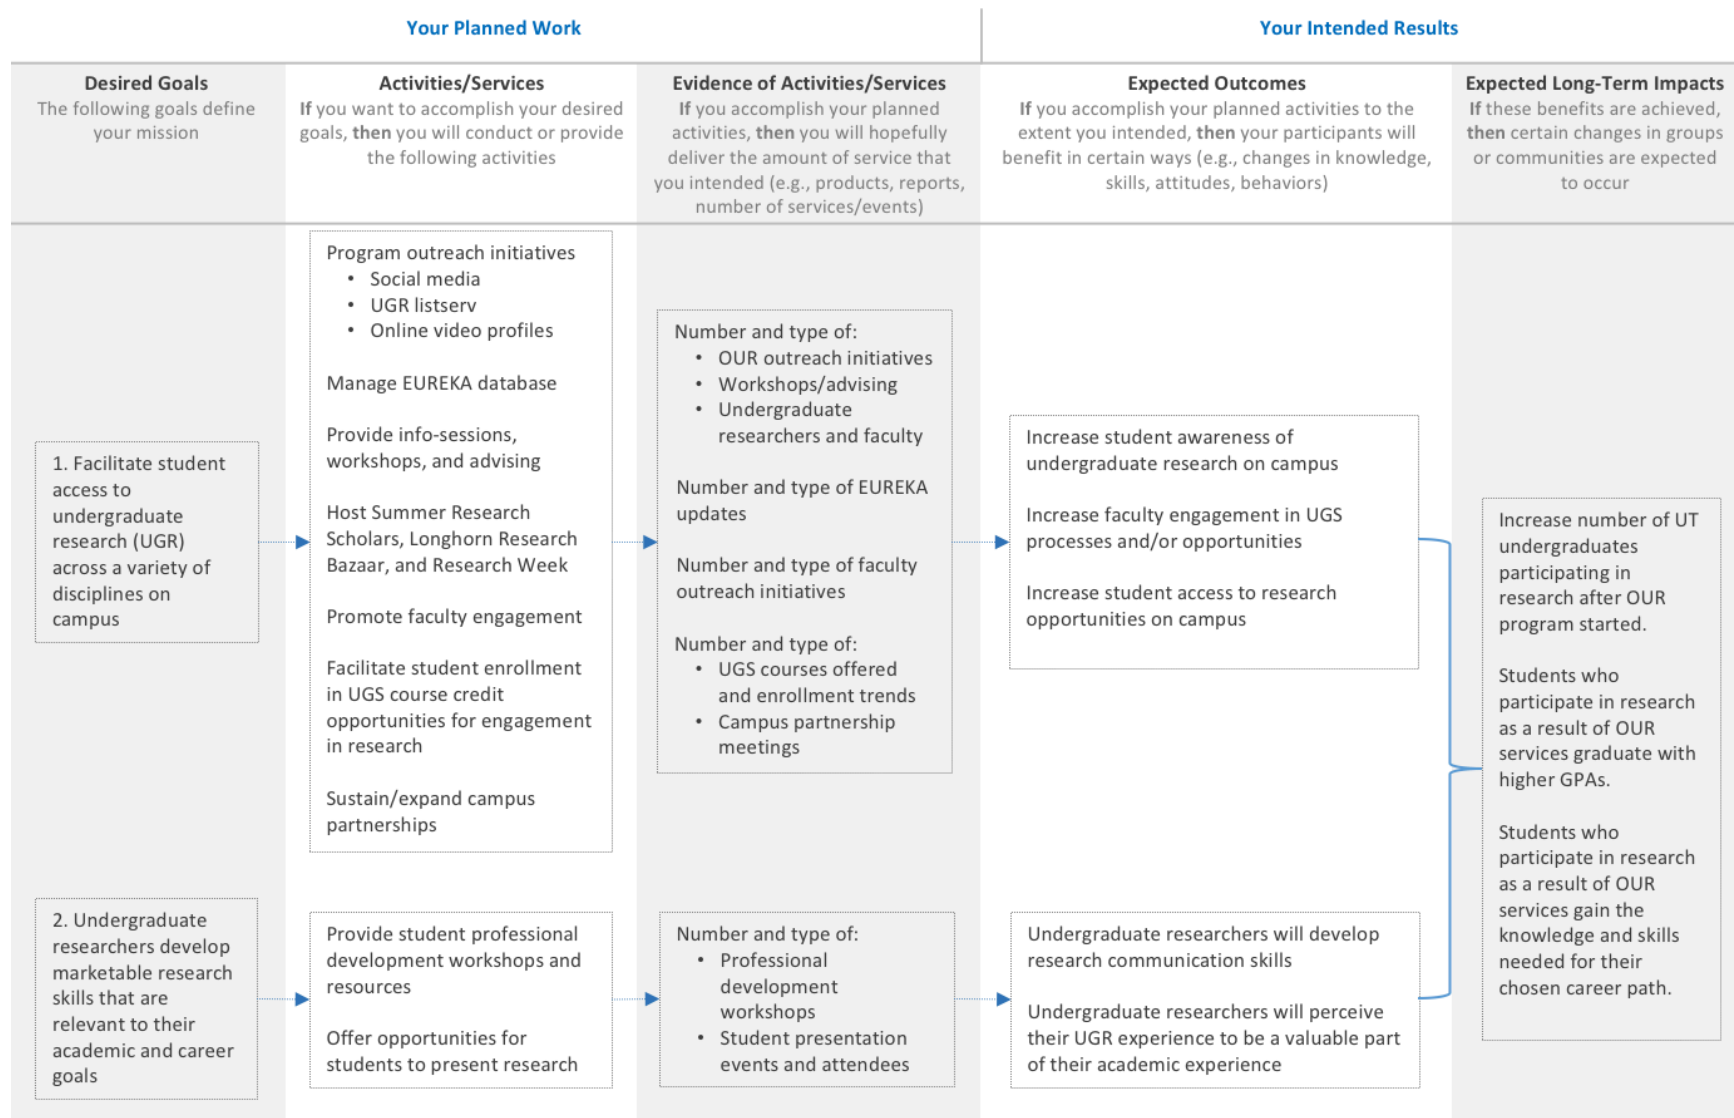 Your Planned Work
Your Intended Results
Desired Goals
The following goals define
your mission
Activities/Services
If you want to accomplish your desired
goals, then you will conduct or provide
the following activities
Evidence of Activities/Services
If you accomplish your planned
activities, then you will hopefully
deliver the amount of service that
you intended (e.g., products, reports,
number of services/events)
Expected Outcomes
If you accomplish your planned activities to the
extent you intended, then your participants will
benefit in certain ways (e.g., changes in knowledge,
skills, attitudes, behaviors)
Expected Long-Term Impacts
If these benefits are achieved,
then certain changes in groups
or communities are expected
to occur
1. Facilitate student
access to
undergraduate
research (UGR)
across a variety of
disciplines on
campus
Program outreach initiatives
• Social media
• UGR listserv
• Online video profiles
Manage EUREKA database
Provide info-sessions,
workshops, and advising
Host Summer Research
Scholars, Longhorn Research
Bazaar, and Research Week
Promote faculty engagement
Facilitate student enrollment
in UGS course credit
opportunities for engagement
in research
Sustain/expand campus
partnerships
Number and type of:
• OUR outreach initiatives
• Workshops/advising
• Undergraduate
researchers and faculty
Number and type of EUREKA
updates
Number and type of faculty
outreach initiatives
Number and type of:
• UGS courses offered
and enrollment trends
• Campus partnership
meetings
Increase student awareness of
undergraduate research on campus
Increase faculty engagement in UGS
processes and/or opportunities
Increase student access to research
opportunities on campus
Increase number of UT
undergraduates
participating in
research after OUR
program started.
Students who
participate in research
as a result of OUR
services graduate with
higher GPAs.
Students who
participate in research
as a result of OUR
services gain the
knowledge and skills
needed for their
chosen career path.
2. Undergraduate
researchers develop
marketable research
skills that are
relevant to their
academic and career
goals
Provide student professional
development workshops and
resources
Offer opportunities for
students to present research
Number and type of:
• Professional
development
workshops
• Student presentation
events and attendees
Undergraduate researchers will develop
research communication skills
Undergraduate researchers will perceive
their UGR experience to be a valuable part
of their academic experience